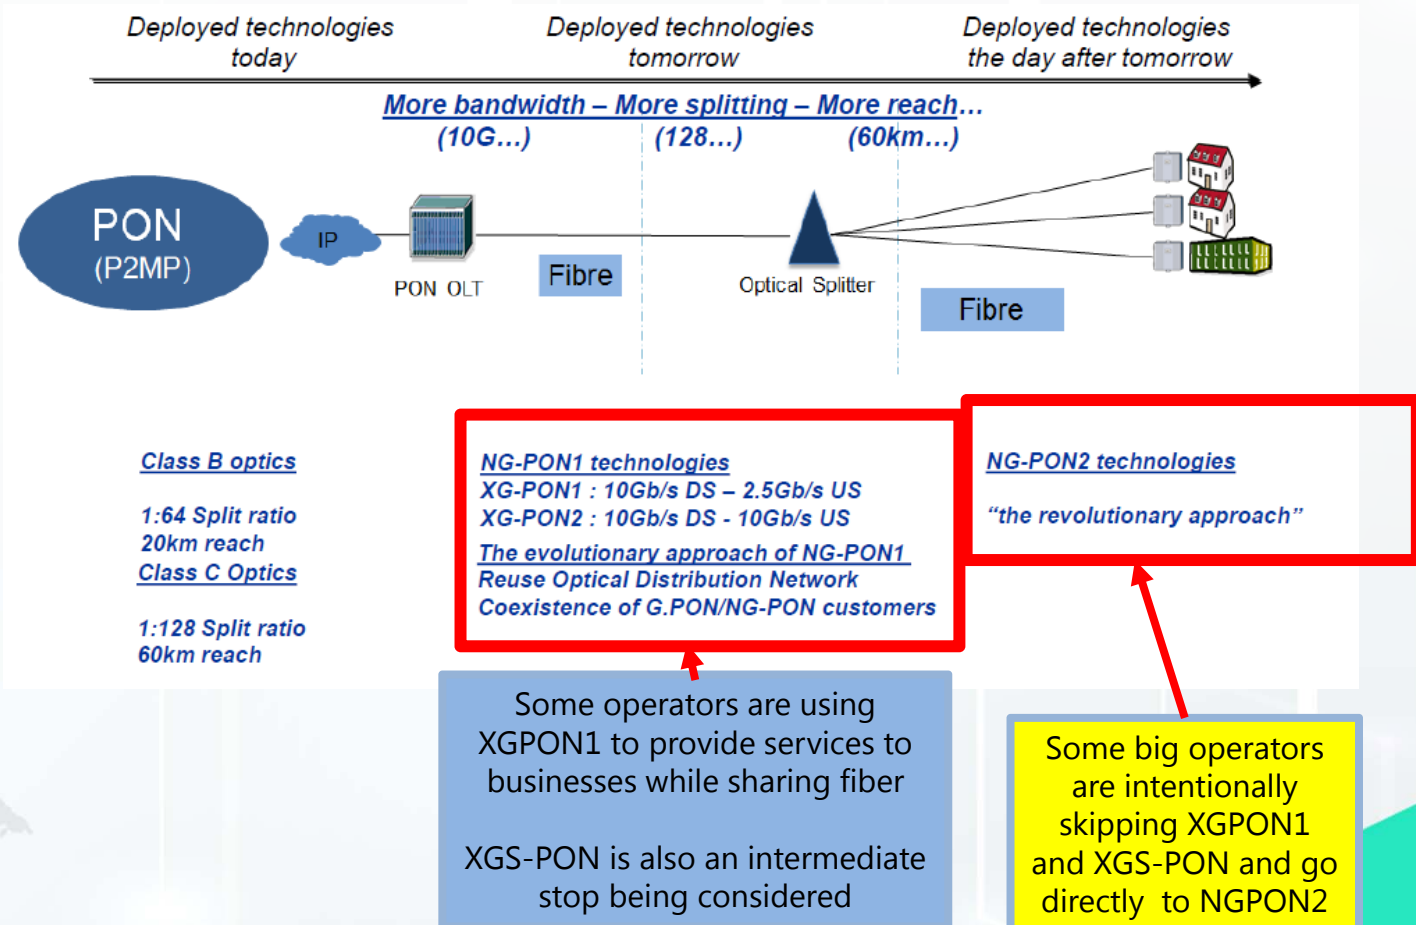 Deployed technologies
today
Deployed technologies
tomorrow
Deployed technologies
the day after tomorrow
More bandwidth – More splitting – More reach…
(10G…)
(128…)
(60km…)
PON
(P2MP)
IP
PON OLT
Fibre
Optical Splitter
Fibre
Class B optics
1:64 Split ratio
20km reach
Class C Optics
1:128 Split ratio
60km reach
NG-PON1 technologies
XG-PON1 : 10Gb/s DS – 2.5Gb/s US
XG-PON2 : 10Gb/s DS - 10Gb/s US
The evolutionary approach of NG-PON1
Reuse Optical Distribution Network
Coexistence of G.PON/NG-PON customers
NG-PON2 technologies
“the revolutionary approach”
Some operators are using
XGPON1 to provide services to
businesses while sharing fiber
XGS-PON is also an intermediate
stop being considered
Some big operators
are intentionally
skipping XGPON1
and XGS-PON and go
directly to NGPON2